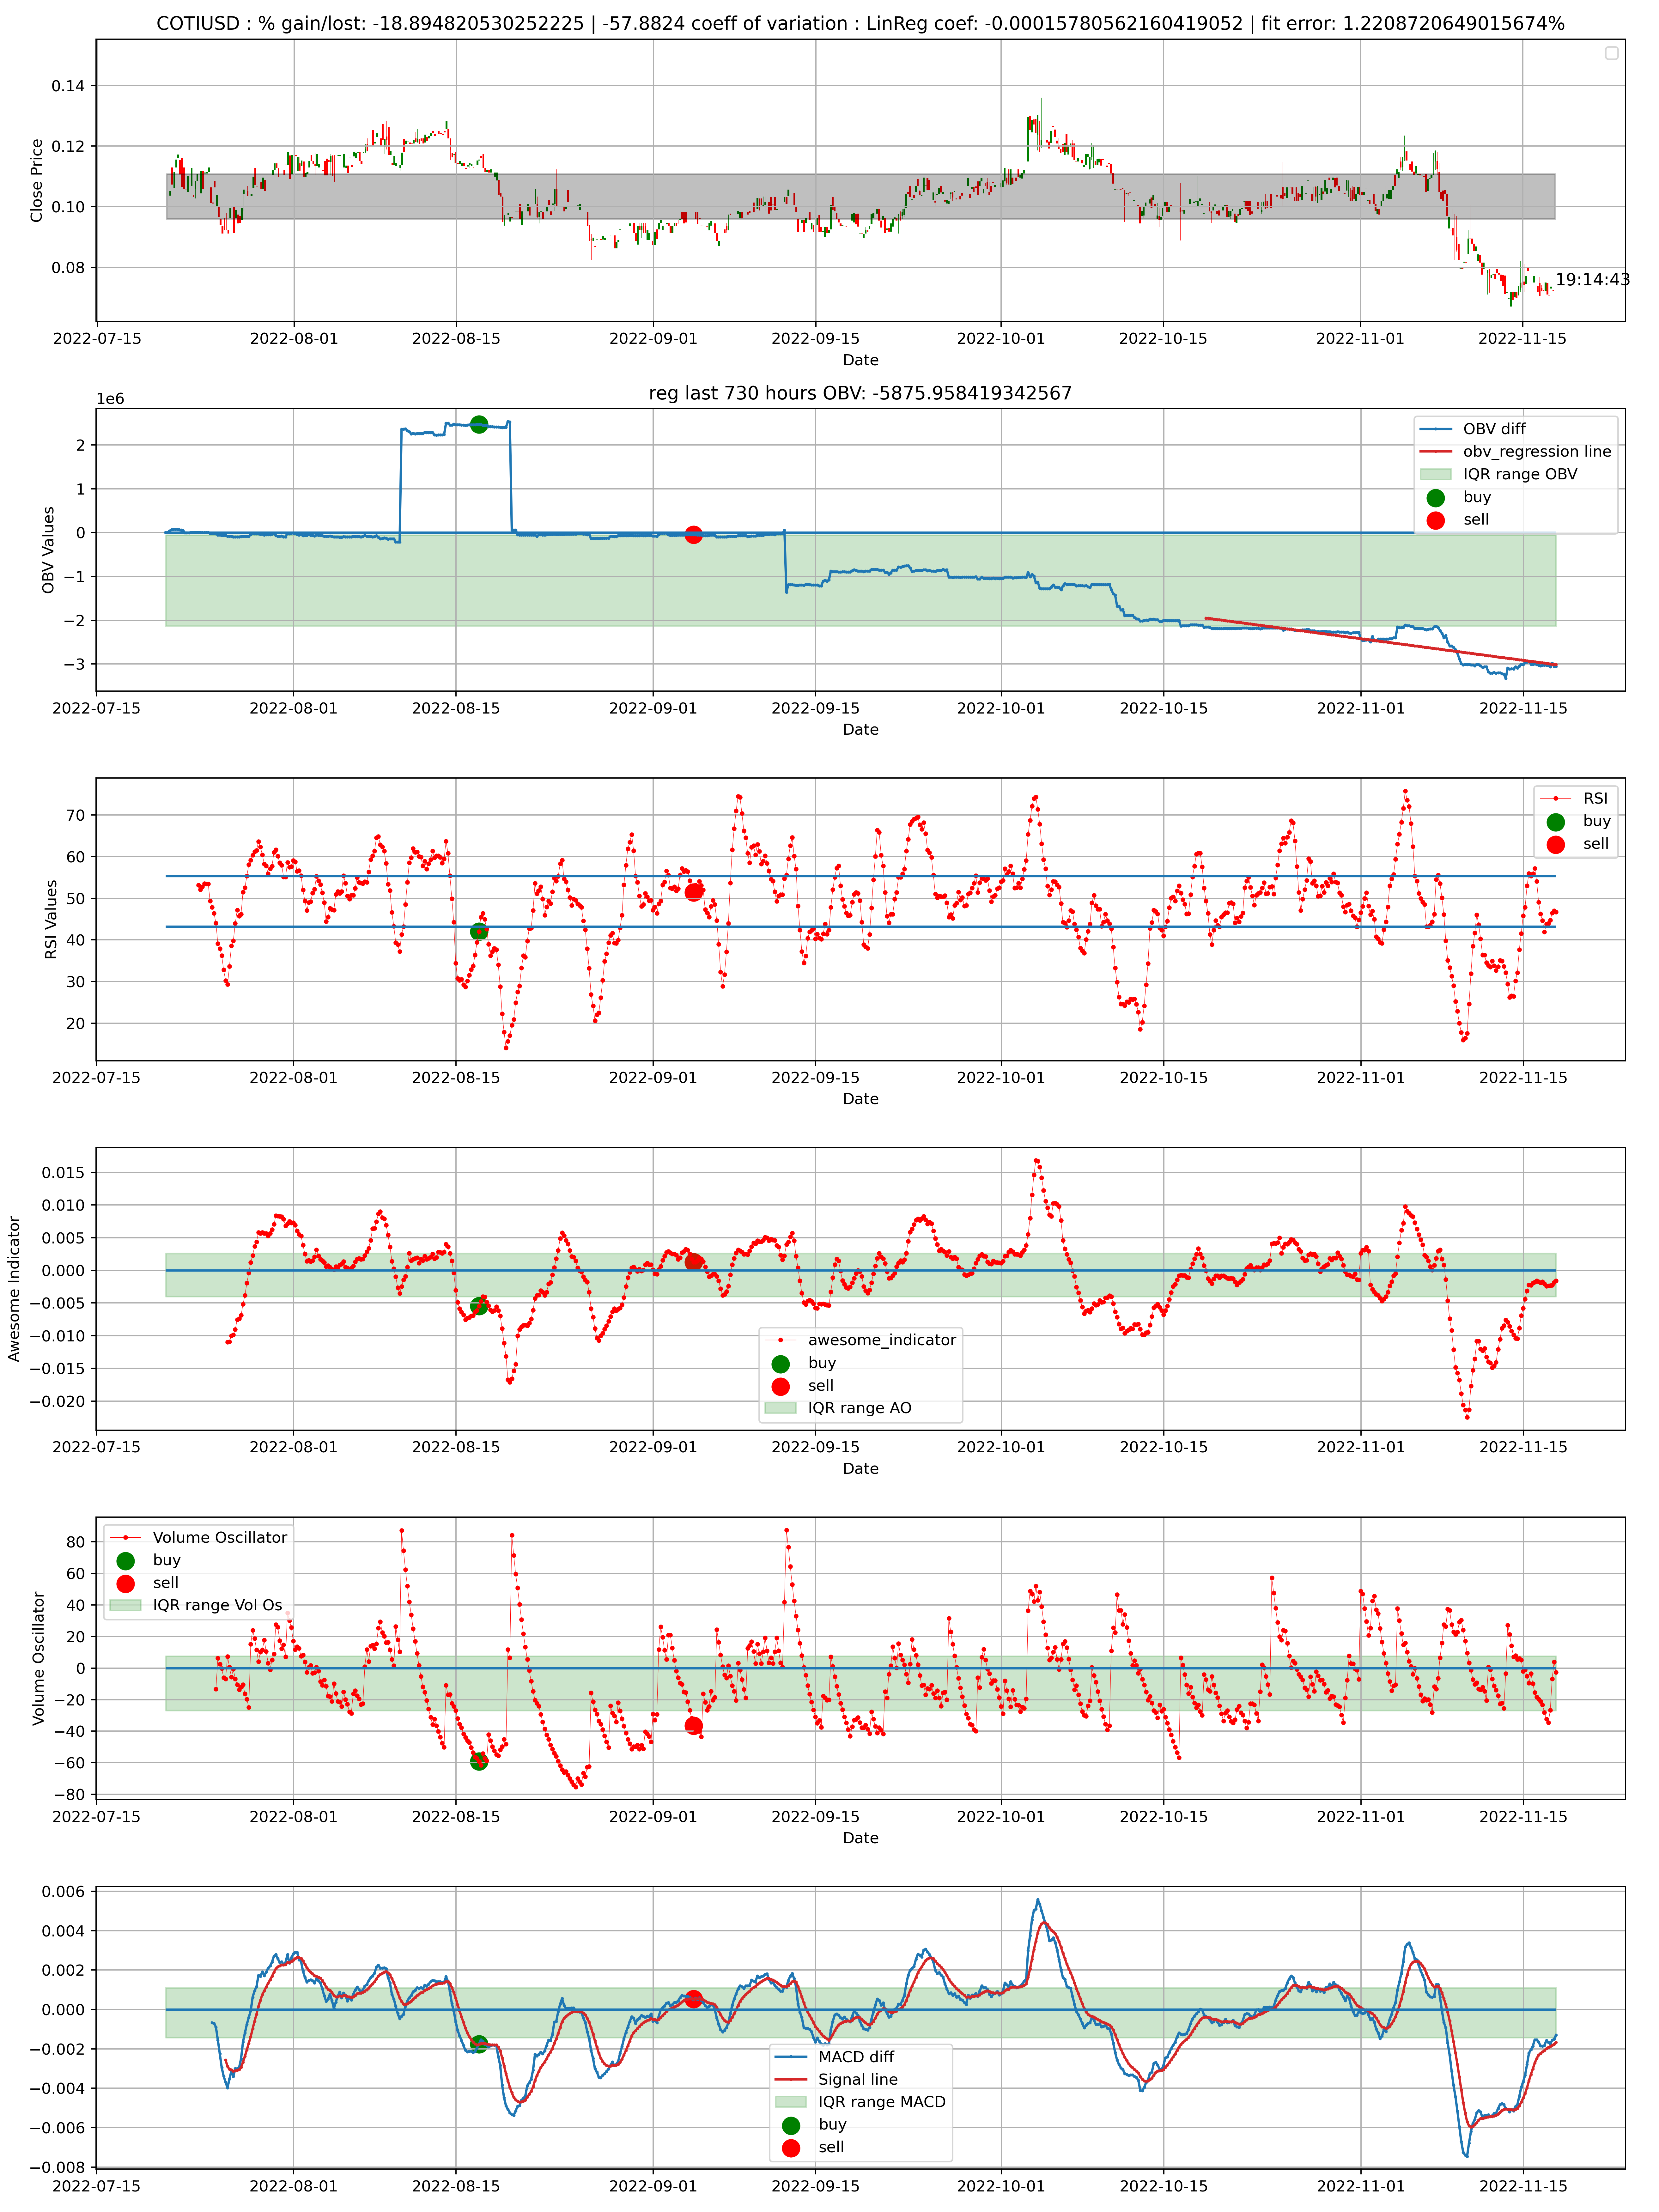 COTIUSD : % gain/lost: -18.894820530252225 | -57.8824 coeff of variation : LinReg coef: -0.00015780562160419052 | fit error: 1.2208720649015674%
0.14
0.12
0.10
0.08
Close Price
19:14:43
2022-07-15 2022-08-01 2022-08-15 2022-09-01 2022-09-15 2022-10-01 2022-10-15 2022-11-01 2022-11-15
Date
reg last 730 hours OBV: -5875.958419342567
1e6
2
1
0
−1
−2
−3
OBV Values
OBV diff
obv_regression line
IQR range OBV
buy
sell
2022-07-15 2022-08-01 2022-08-15 2022-09-01 2022-09-15 2022-10-01 2022-10-15 2022-11-01 2022-11-15
Date
70
60
50
40
30
20
RSI Values
RSI
buy
sell
2022-07-15 2022-08-01 2022-08-15 2022-09-01 2022-09-15 2022-10-01 2022-10-15 2022-11-01 2022-11-15
Date
0.015
0.010
0.005
0.000
−0.005
−0.010
−0.015
−0.020
Awesome Indicator
awesome_indicator
buy
sell
IQR range AO
2022-07-15 2022-08-01 2022-08-15 2022-09-01 2022-09-15 2022-10-01 2022-10-15 2022-11-01 2022-11-15
Date
80
60
40
20
0
−20
−40
−60
−80
Volume Oscillator
Volume Oscillator
buy
sell
IQR range Vol Os
2022-07-15 2022-08-01 2022-08-15 2022-09-01 2022-09-15 2022-10-01 2022-10-15 2022-11-01 2022-11-15
Date
0.006
0.004
0.002
0.000
−0.002
−0.004
−0.006
−0.008
MACD diff
Signal line
IQR range MACD
buy
sell
2022-07-15 2022-08-01 2022-08-15 2022-09-01 2022-09-15 2022-10-01 2022-10-15 2022-11-01 2022-11-15